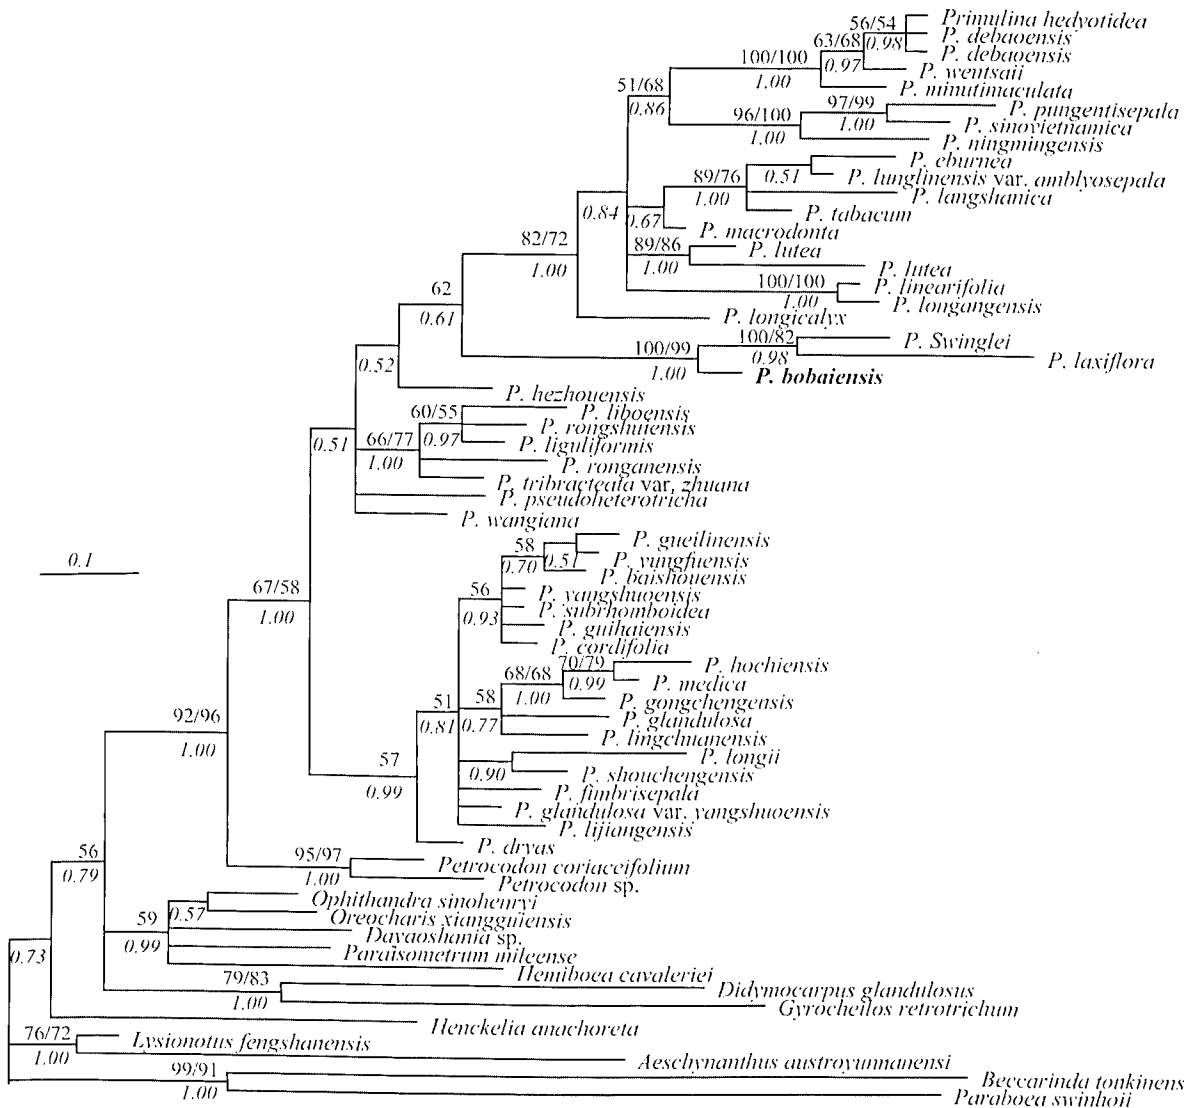 56/54 Primulina hedyotidea
P. debaoensis
63/68 0.98
P. debaoensis
100/100 0.97 P. wentsaii
1.00 P. minutimaculata
51/68
0.86 97/99 P. pungentisepala
96/100 1.00 P. sinovietnamica
1.00 P. ningmingensis
P. eburnea
89/76 0.51 P. lunglinensis var. amblyosepala
1.00 P. langshanica
0.84 0.67 P. tabacum
P. macrodonta
82/72 89/86 P. lutea
1.00 1.00 P. lutea
100/100 P. linearifolia
62 1.00 P. longangensis
0.61 P. longicalyx
100/82 P. Swinglei
100/99 0.98 P. laxiflora
0.52 1.00 P. bobaiensis
P. hezhouensis
60/55 P. liboensis
P. rongshuiensis
0.51 66/77 0.97 P. liguliformis
1.00 P. ronganensis
P. tribracteata var. zhuana
P. pseudoheterotricha
P. wangiana
58 P. gueilinensis
0.1 0.70 0.51 P. yungfuensis
P. baishouensis
67/58 56 P. yangshuoensis
1.00 0.93 P. subrhomboidea
P. guihaiensis
P. cordifolia
70/79 P. hochiensis
68/68 0.99 P. medica
51 58 1.00 P. gongchengensis
92/96 0.81 0.77 P. glandulosa
1.00 P. lingchuanensis
57 P. longii
0.99 0.90 P. shouchengensis
P. fimbrisepala
P. glandulosa var. yangshuoensis
P. lijiangensis
P. dryas
56 95/97 Petrocodon coriaceifolium
0.79 1.00 Petrocodon sp.
Ophithandra sinohenryi
59 0.57 Oreocharis xiangguiensis
0.73 0.99 Dayaoshania sp.
Paraisometrum mileense
Hemiboea cavaleriei
79/83 Didymocarpus glandulosus
1.00 Gyrocheilos retrotrichum
Henckelia anachoreta
76/72 Lysionotus fengshanensis
1.00 Aeschynanthus austroyunnanensi
99/91 Beccarinda tonkinens
1.00 Paraboea swinhoii